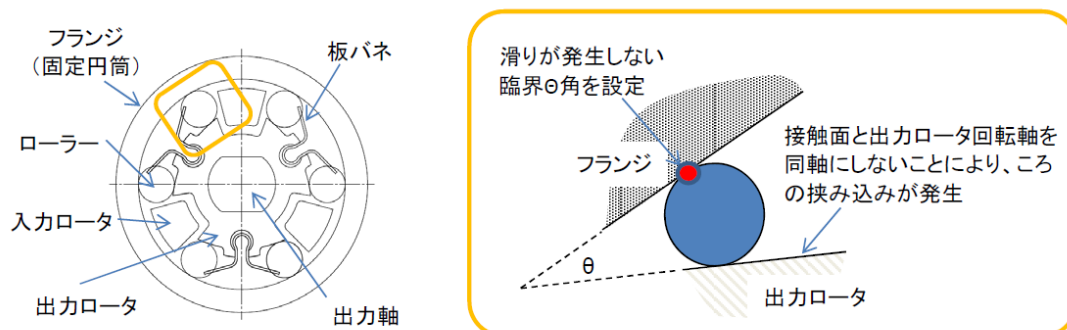 フランジ
（固定円筒）
板バネ
ローラー
入力ロータ
出力ロータ
出力軸
滑りが発生しない
臨界Θ角を設定
フランジ
接触面と出力ロータ回転軸を
同軸にしないことにより、ころ
の挟み込みが発生
θ
出力ロータ